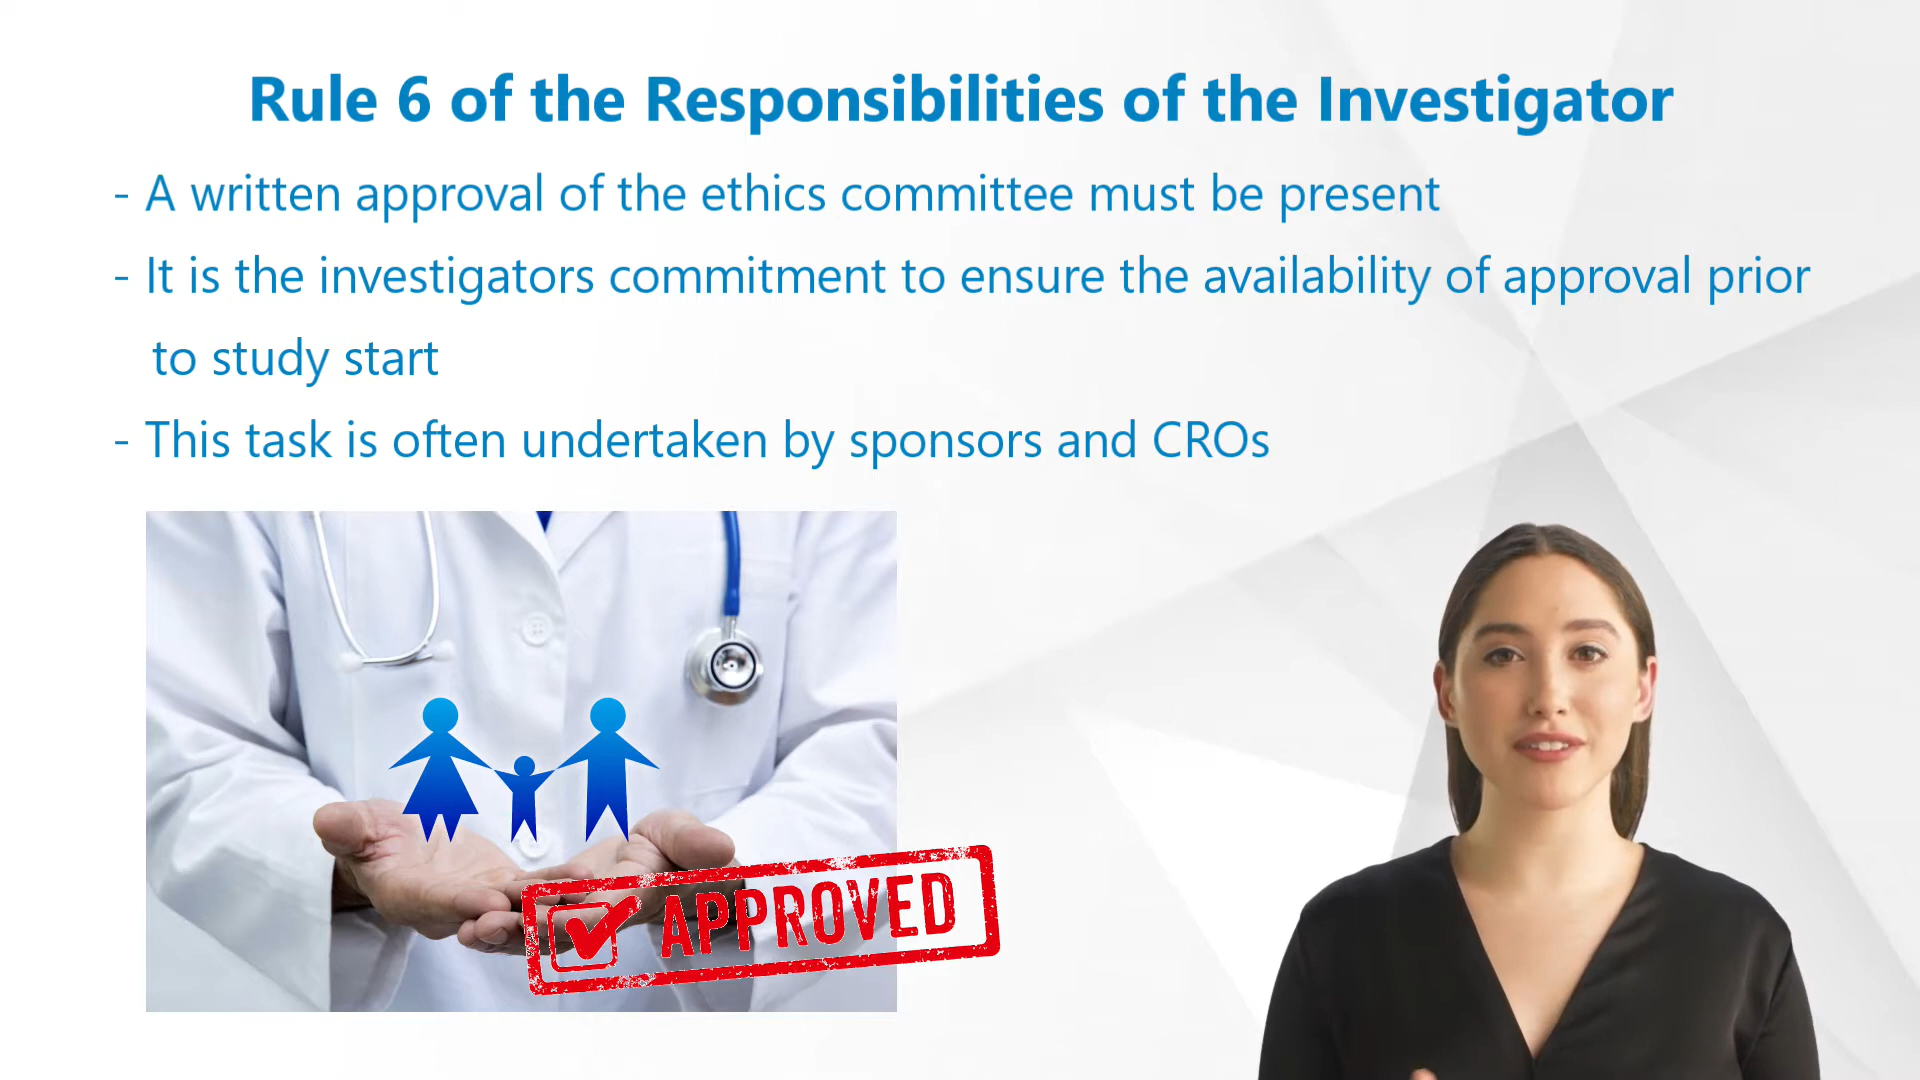 Rule 6 of the Responsibilities of the Investigator
- A written approval of the ethics committee must be present
- It is the investigators commitment to ensure the availability of approval prior
to study start
- This task is often undertaken by sponsors and CROs
APPROVED